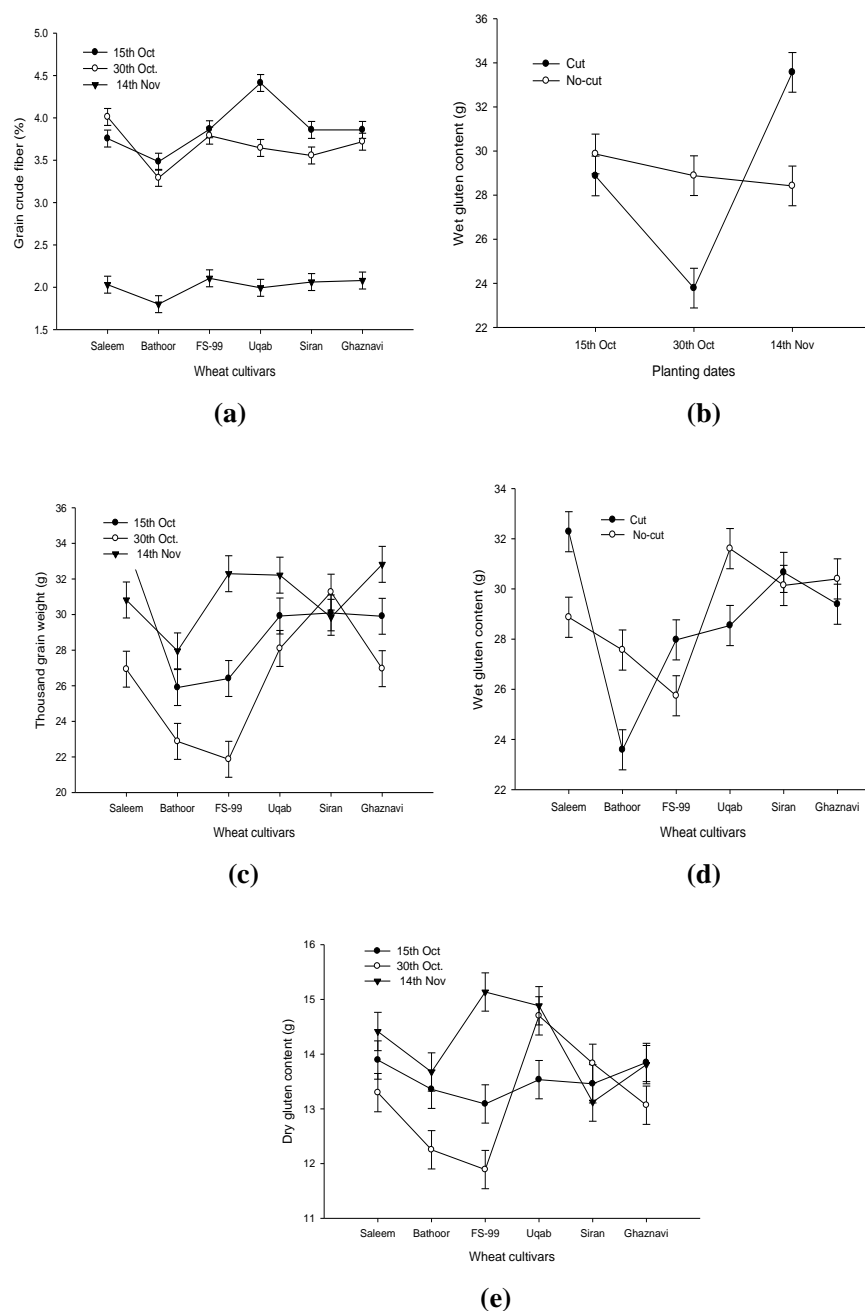 5.0
4.5
4.0
3.5
3.0
2.5
2.0
1.5
Grain crude fiber (%)
15th Oct
30th Oct.
14th Nov
Saleem Bathoor FS-99 Uqab Siran Ghaznavi
Wheat cultivars
(a)
36
34
32
30
28
26
24
22
Wet gluten content (g)
Cut
No-cut
15th Oct 30th Oct 14th Nov
Planting dates
(b)
36
34
32
30
28
26
24
22
20
Thousand grain weight (g)
15th Oct
30th Oct.
14th Nov
Saleem Bathoor FS-99 Uqab Siran Ghaznavi
Wheat cultivars
(c)
34
32
30
28
26
24
22
Wet gluten content (g)
Cut
No-cut
Saleem Bathoor FS-99 Uqab Siran Ghaznavi
Wheat cultivars
(d)
16
15
14
13
12
11
Dry gluten content (g)
15th Oct
30th Oct.
14th Nov
Saleem Bathoor FS-99 Uqab Siran Ghaznavi
Wheat cultivars
(e)